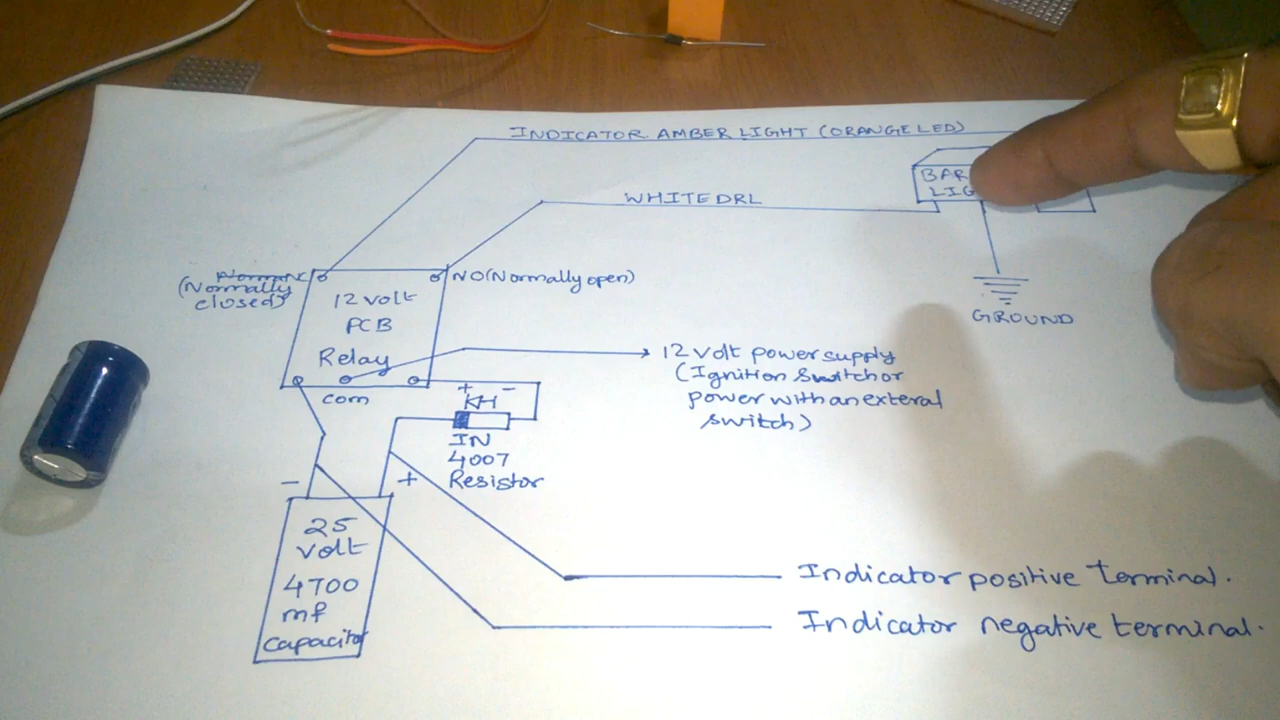 INDICATOR AMBER LIGHT (ORANGE LED)
BAR
LIG
WHITE DRL
NC
(Normally
closed)
NO (Normally open)
12 volt
PCB
Relay
com
12 Volt power supply
(Ignition Switch or
power with an exteral
switch)
GROUND
+ -
KH
IN
4007
Resistor
- +
25
volt
4700
mf
capacitor
Indicator positive terminal.
Indicator negative terminal.